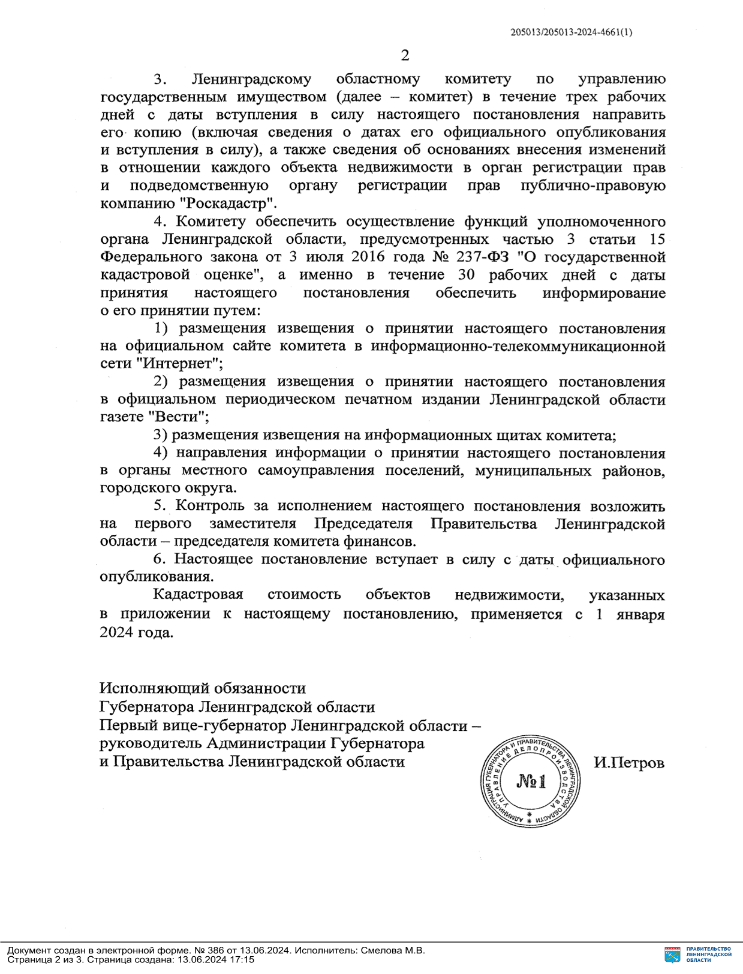 205013/205013-2024-4661(1)
2
3. Ленинградскому областному комитету по управлению
государственным имуществом (далее – комитет) в течение трех рабочих
дней с даты вступления в силу настоящего постановления направить
его копию (включая сведения о датах его официального опубликования
и вступления в силу), а также сведения об основаниях внесения изменений
в отношении каждого объекта недвижимости в орган регистрации прав
и подведомственную органу регистрации прав публично-правовую
компанию "Роскадастр".
4. Комитету обеспечить осуществление функций уполномоченного
органа Ленинградской области, предусмотренных частью 3 статьи 15
Федерального закона от 3 июля 2016 года № 237-ФЗ "О государственной
кадастровой оценке", а именно в течение 30 рабочих дней с даты
принятия настоящего постановления обеспечить информирование
о его принятии путем:
1) размещения извещения о принятии настоящего постановления
на официальном сайте комитета в информационно-телекоммуникационной
сети "Интернет";
2) размещения извещения о принятии настоящего постановления
в официальном периодическом печатном издании Ленинградской области
газете "Вести";
3) размещения извещения на информационных щитах комитета;
4) направления информации о принятии настоящего постановления
в органы местного самоуправления поселений, муниципальных районов,
городского округа.
5. Контроль за исполнением настоящего постановления возложить
на первого заместителя Председателя Правительства Ленинградской
области – председателя комитета финансов.
6. Настоящее постановление вступает в силу с даты официального
опубликования.
Кадастровая стоимость объектов недвижимости, указанных
в приложении к настоящему постановлению, применяется с 1 января
2024 года.
Исполняющий обязанности
Губернатора Ленинградской области
Первый вице-губернатор Ленинградской области –
руководитель Администрации Губернатора
и Правительства Ленинградской области
И.Петров
АДМИНИСТРАЦИЯ ГУБЕРНАТОРА И ПРАВИТЕЛЬСТВА ЛЕНИНГРАДСКОЙ ОБЛАСТИ
УПРАВЛЕНИЕ ДЕЛОПРОИЗВОДСТВА
№1
Документ создан в электронной форме. № 386 от 13.06.2024. Исполнитель: Смелова М.В.
Страница 2 из 3. Страница создана: 13.06.2024 17:15
ПРАВИТЕЛЬСТВО
ЛЕНИНГРАДСКОЙ
ОБЛАСТИ